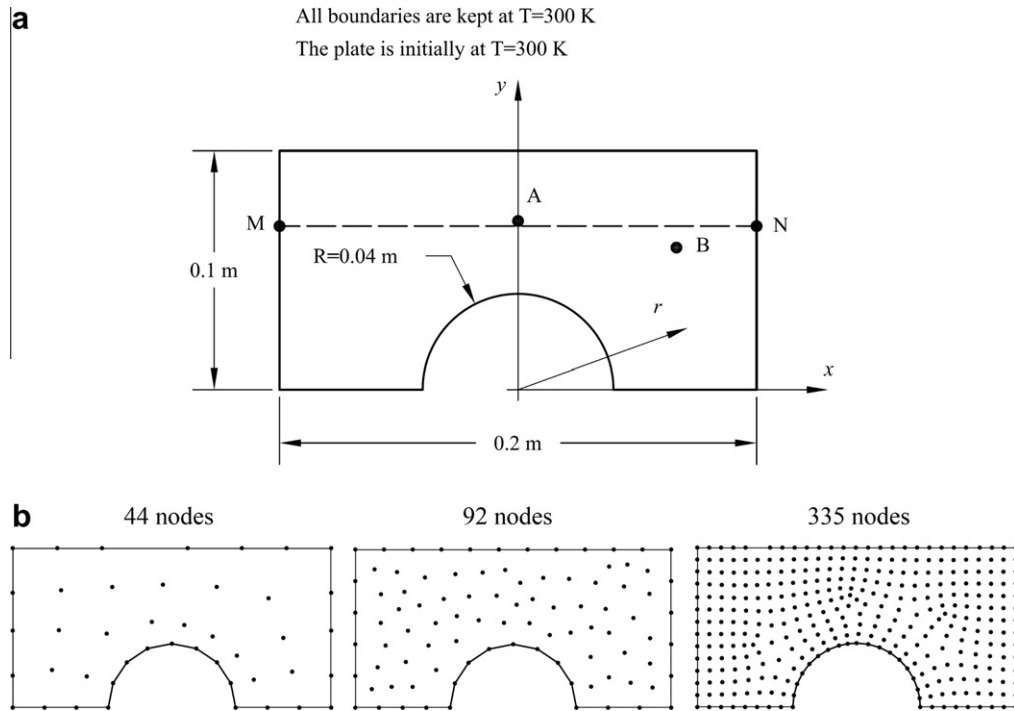 a
All boundaries are kept at T=300 K
The plate is initially at T=300 K
y
A
M
N
B
R=0.04 m
0.1 m
r
x
0.2 m
b
44 nodes
92 nodes
335 nodes